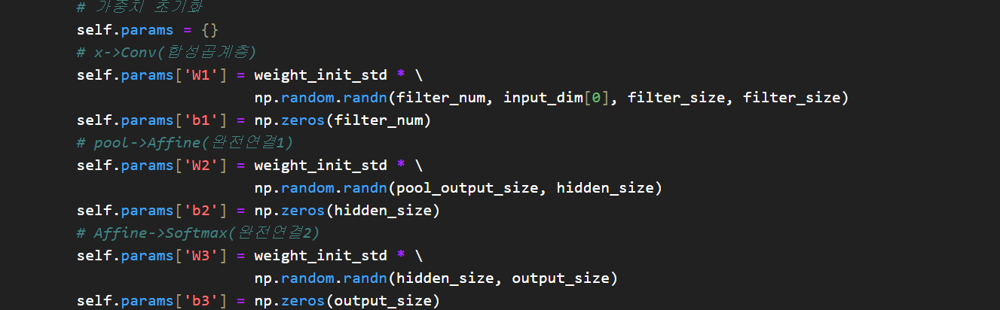 # 가중치 초기화
self.params = {}
# x->Conv(합성곱계층)
self.params['W1'] = weight_init_std * \
np.random.randn(filter_num, input_dim[0], filter_size, filter_size)
self.params['b1'] = np.zeros(filter_num)
# pool->Affine(완전연결1)
self.params['W2'] = weight_init_std * \
np.random.randn(pool_output_size, hidden_size)
self.params['b2'] = np.zeros(hidden_size)
# Affine->Softmax(완전연결2)
self.params['W3'] = weight_init_std * \
np.random.randn(hidden_size, output_size)
self.params['b3'] = np.zeros(output_size)